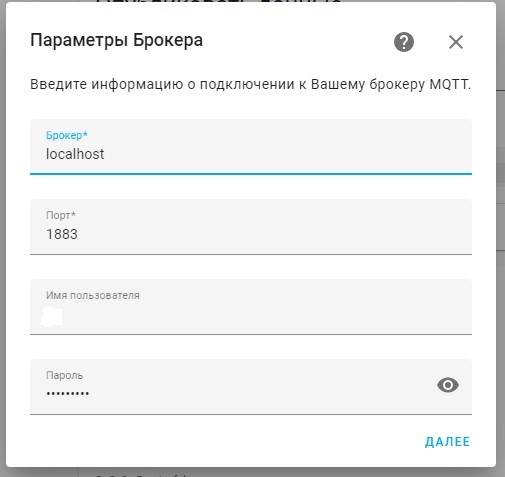 Параметры Брокера
Введите информацию о подключении к Вашему брокеру MQTT.
Брокер*
localhost
Порт*
1883
Имя пользователя
Пароль
•••••••••
ДАЛЕЕ